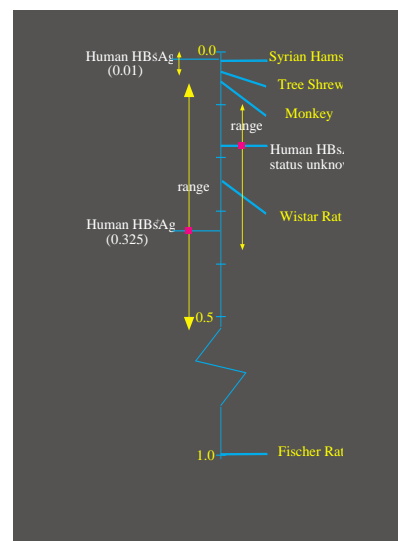 0.0
Human HBsAg
(0.01)
Syrian Hams
Tree Shrew
Monkey
range
Human HBs
status unkno
range
Wistar Rat
Human HBsAg
(0.325)
0.5
1.0
Fischer Rat